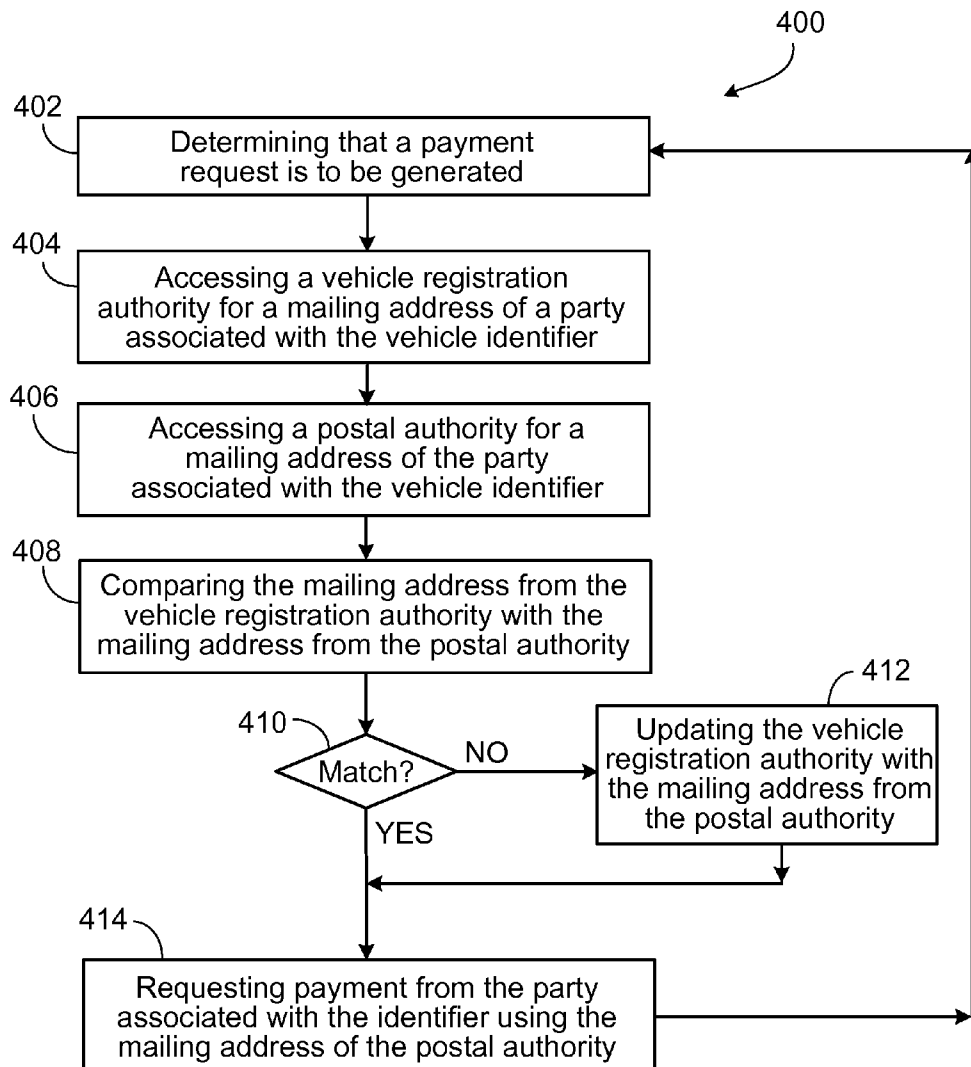 400
402
Determining that a payment
request is to be generated
404
Accessing a vehicle registration
authority for a mailing address of a party
associated with the vehicle identifier
406
Accessing a postal authority for a
mailing address of the party
associated with the vehicle identifier
408
Comparing the mailing address from the
vehicle registration authority with the
mailing address from the postal authority
410
Match?
NO
YES
412
Updating the vehicle
registration authority with
the mailing address from
the postal authority
414
Requesting payment from the party
associated with the identifier using the
mailing address of the postal authority